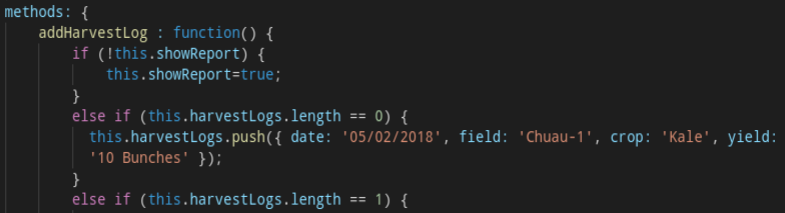 methods: {
    addHarvestLog : function() {
        if (!this.showReport) {
            this.showReport=true;
        }
        else if (this.harvestLogs.length == 0) {
          this.harvestLogs.push({ date: '05/02/2018', field: 'Chuau-1', crop: 'Kale', yield:
          '10 Bunches' });
        }
        else if (this.harvestLogs.length == 1) {